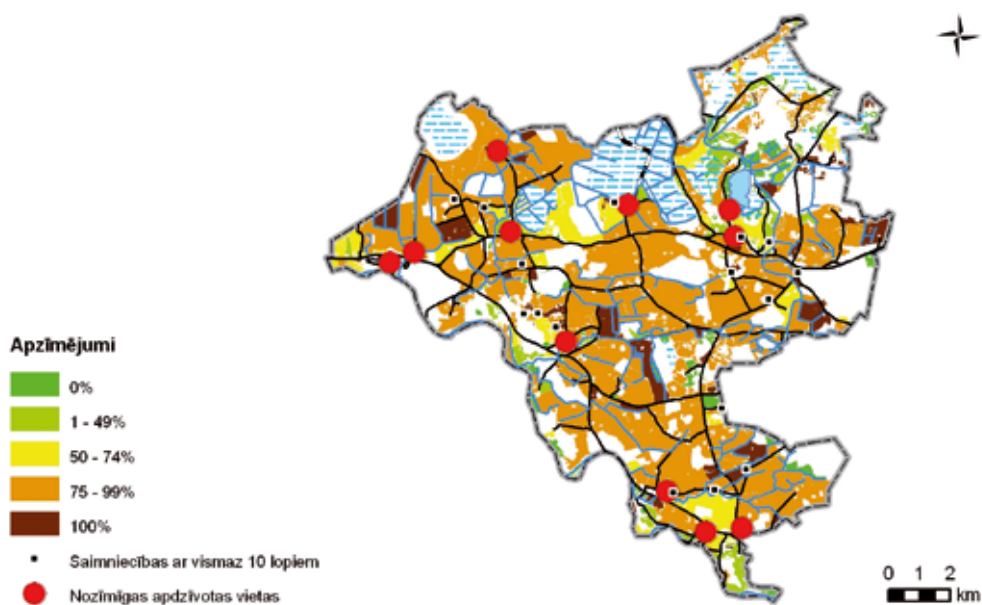 Apzīmējumi
0%
1 - 49%
50 - 74%
75 - 99%
100%
Saimniecības ar vismaz 10 lopiem
Nozīmīgas apdzīvotas vietas
0 1 2
km